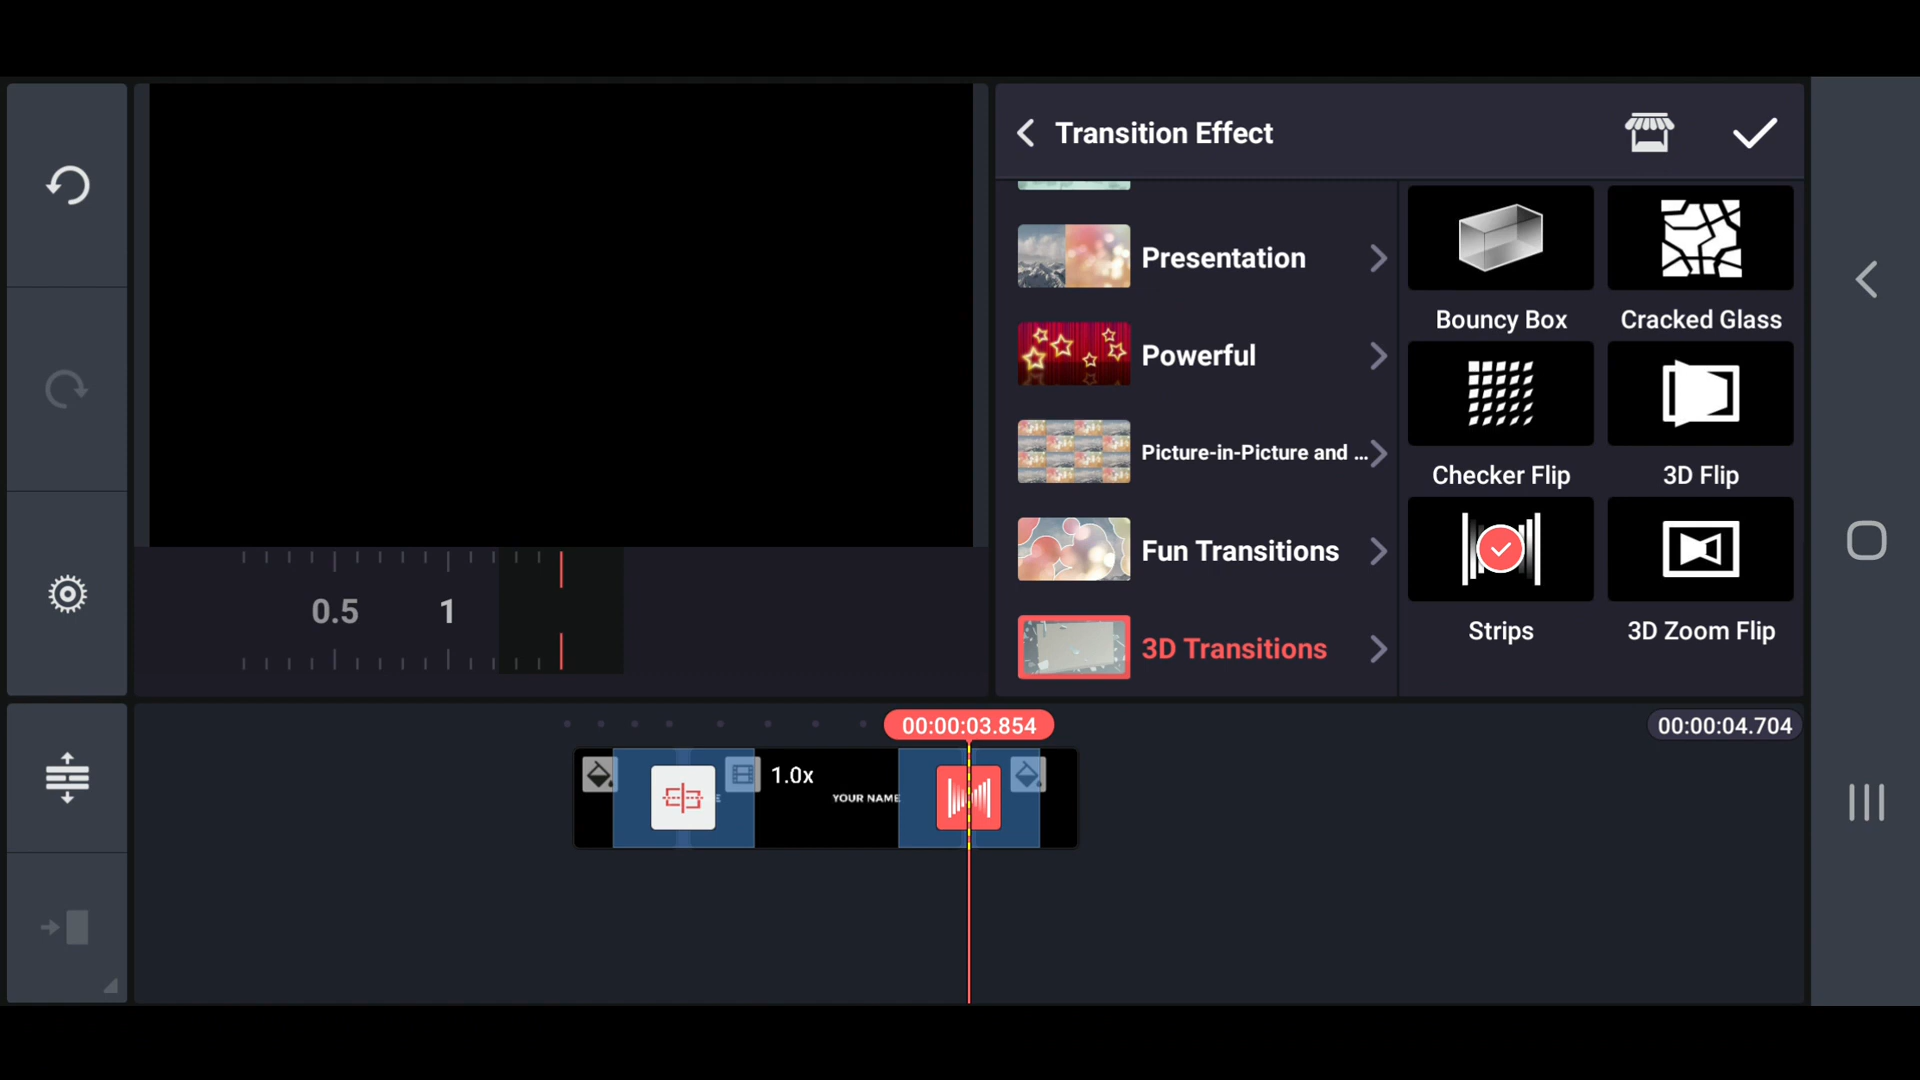 Transition Effect
Presentation
Powerful
Picture-in-Picture and ...
Fun Transitions
3D Transitions
Bouncy Box
Cracked Glass
Checker Flip
3D Flip
Strips
3D Zoom Flip
0.5
1
00:00:03.854
00:00:04.704
1.0x
YOUR NAME